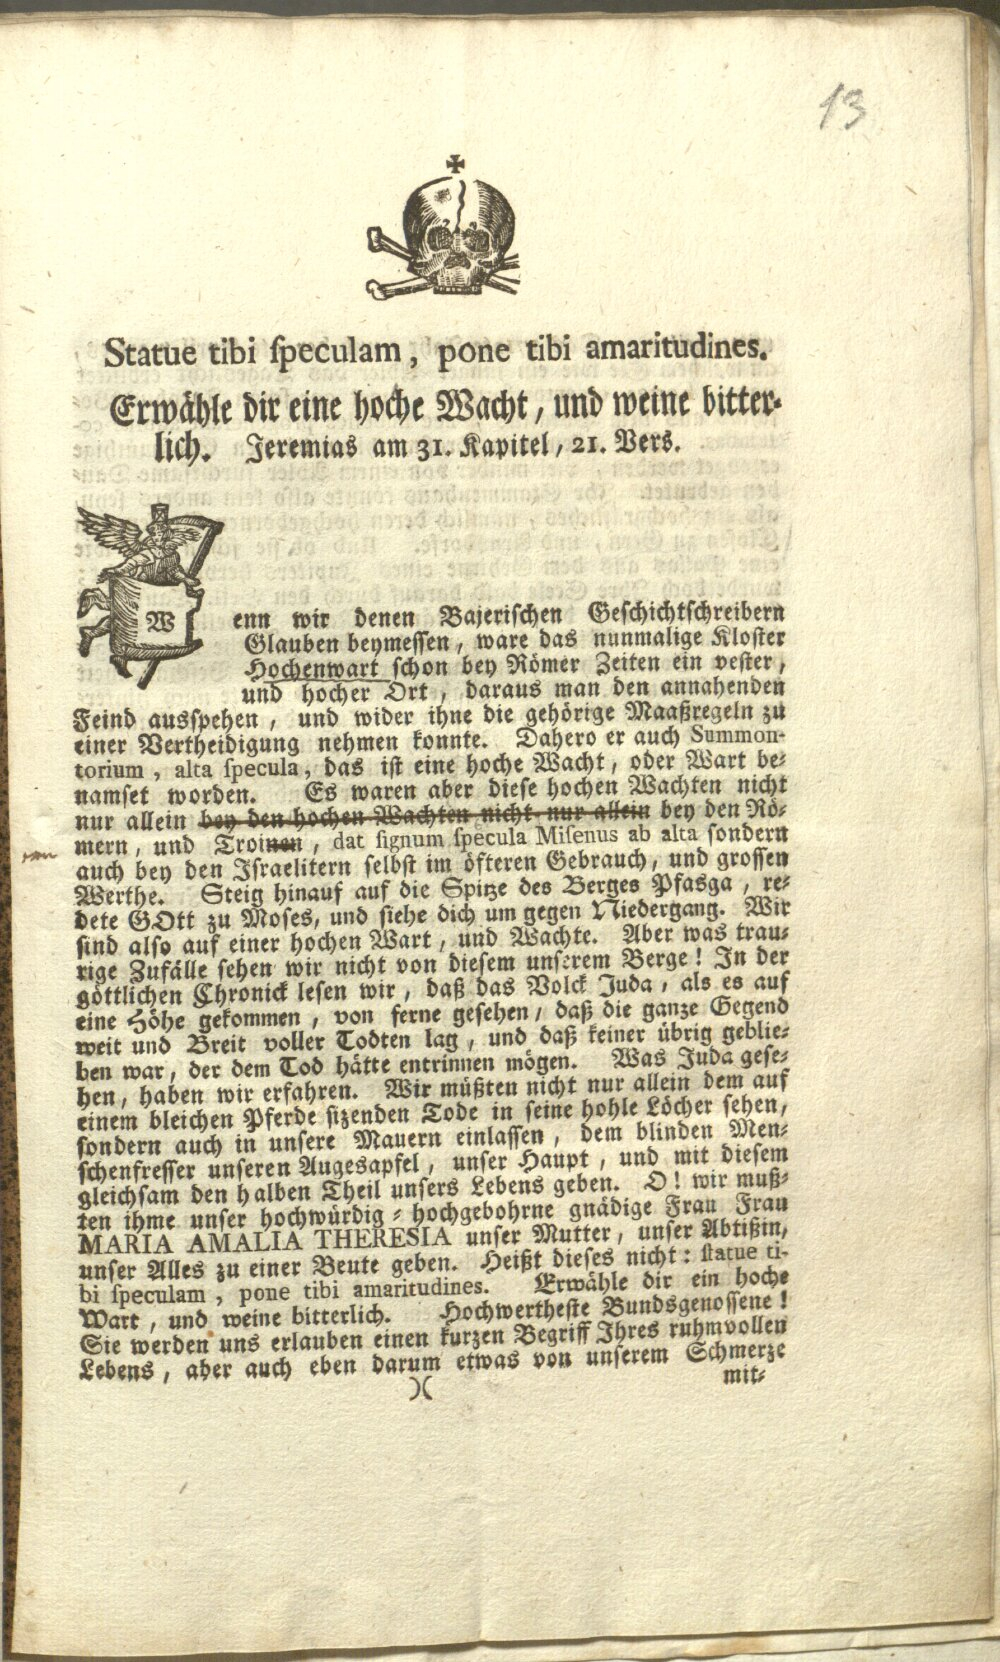 13
Statue tibi ſpeculam, pone tibi amaritudines.
Erwähle dir eine hoche Wacht, und weine bitter-
lich. Jeremias am 31. Kapitel, 21. Vers.
Wenn wir denen Bajerischen Geschichtschreibern
Glauben beymessen, ware das nunmalige Kloster
Hochenwart schon bey Römer Zeiten ein vester,
und hocher Ort, daraus man den annahenden
Feind ausspehen, und wider ihne die gehörige Maaßregeln zu
einer Vertheidigung nehmen konnte. Dahero er auch Summon-
torium, alta ſpecula, das ist eine hoche Wacht, oder Wart be-
namset worden. Es waren aber diese hochen Wachten nicht
nur allein bey den hochen Wachten nicht nur allein bey den Rö-
mern, und Troinen, dat ſignum ſpecula Miſenus ab alta sondern
auch bey den Israelitern selbst im öfteren Gebrauch, und grossen
Werthe. Steig hinauf auf die Spitze des Berges Pfasga, re-
dete GOtt zu Moses, und siehe dich um gegen Niedergang. Wir
sind also auf einer hochen Wart, und Wachte. Aber was trau-
rige Zufälle sehen wir nicht von diesem unserem Berge! In der
göttlichen Chronick lesen wir, daß das Volck Juda, als es auf
eine Höhe gekommen, von ferne gesehen, daß die ganze Gegend
weit und Breit voller Todten lag, und daß keiner übrig geblie-
ben war, der dem Tod hätte entrinnen mögen. Was Juda gese-
hen, haben wir erfahren. Wir müßten nicht nur allein dem auf
einem bleichen Pferde sizenden Tode in seine hohle Löcher sehen,
sondern auch in unsere Mauern einlassen, dem blinden Men-
schenfresser unseren Augesapfel, unser Haupt, und mit diesem
gleichsam den halben Theil unsers Lebens geben. O! wir muß-
ten ihme unser hochwürdig-hochgebohrne gnädige Frau Frau
MARIA AMALIA THERESIA unser Mutter, unser Abtißin,
unser Alles zu einer Beute geben. Heißt dieses nicht: ſtatue ti-
bi ſpeculam, pone tibi amaritudines. Erwähle dir ein hoche
Wart, und weine bitterlich. Hochwertheste Bundsgenossene!
Sie werden uns erlauben einen kurzen Begriff Ihres ruhmvollen
Lebens, aber auch eben darum etwas von unserem Schmerze
)( mit-